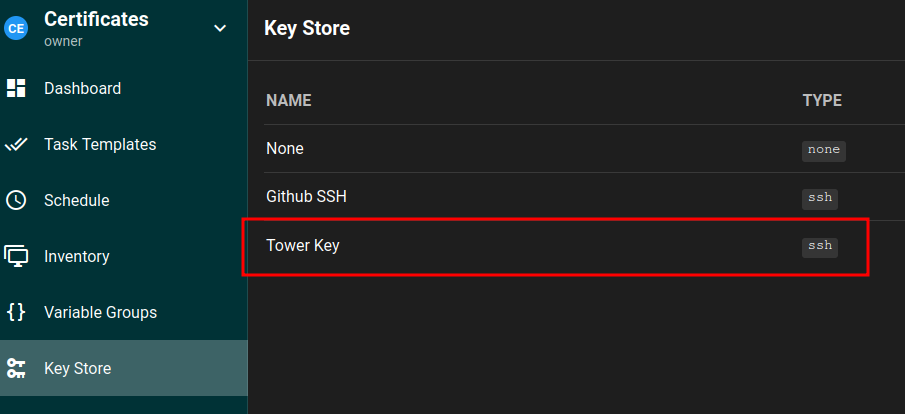 CE
Certificates
owner
Dashboard
Task Templates
Schedule
Inventory
Variable Groups
Key Store
Key Store
NAME TYPE
None none
Github SSH ssh
Tower Key ssh